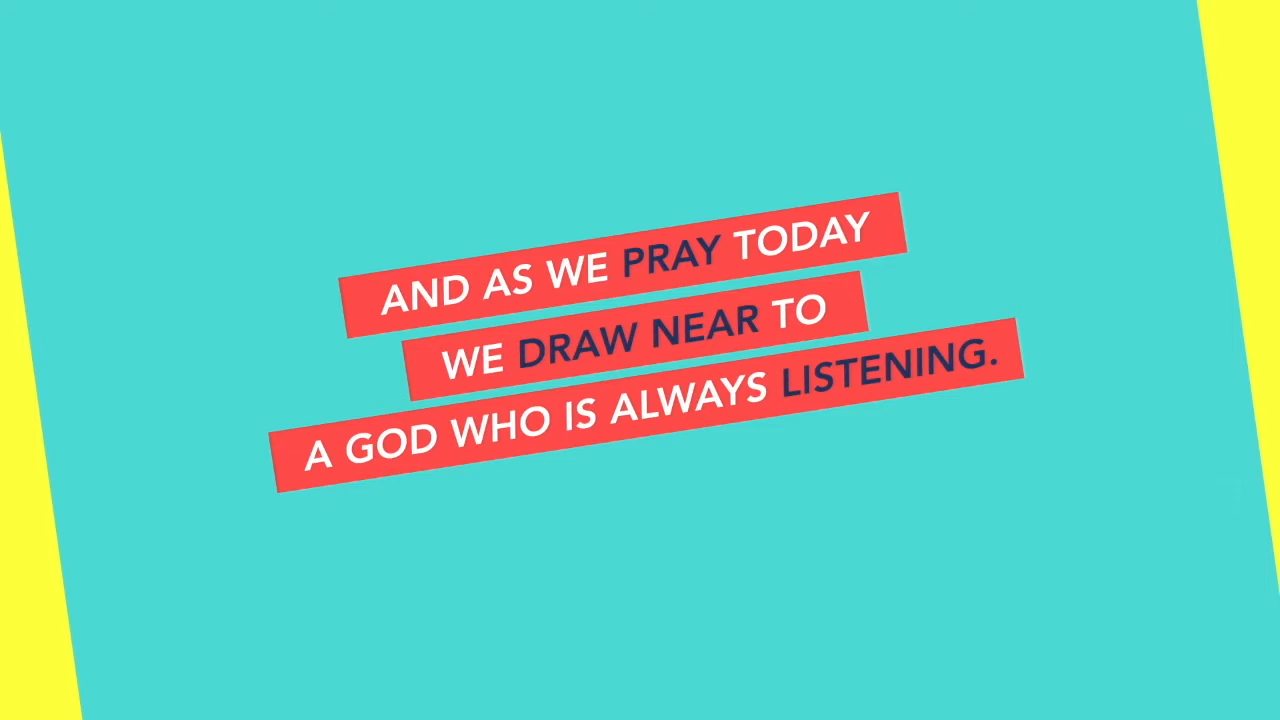 AND AS WE PRAY TODAY
WE DRAW NEAR TO
A GOD WHO IS ALWAYS LISTENING.